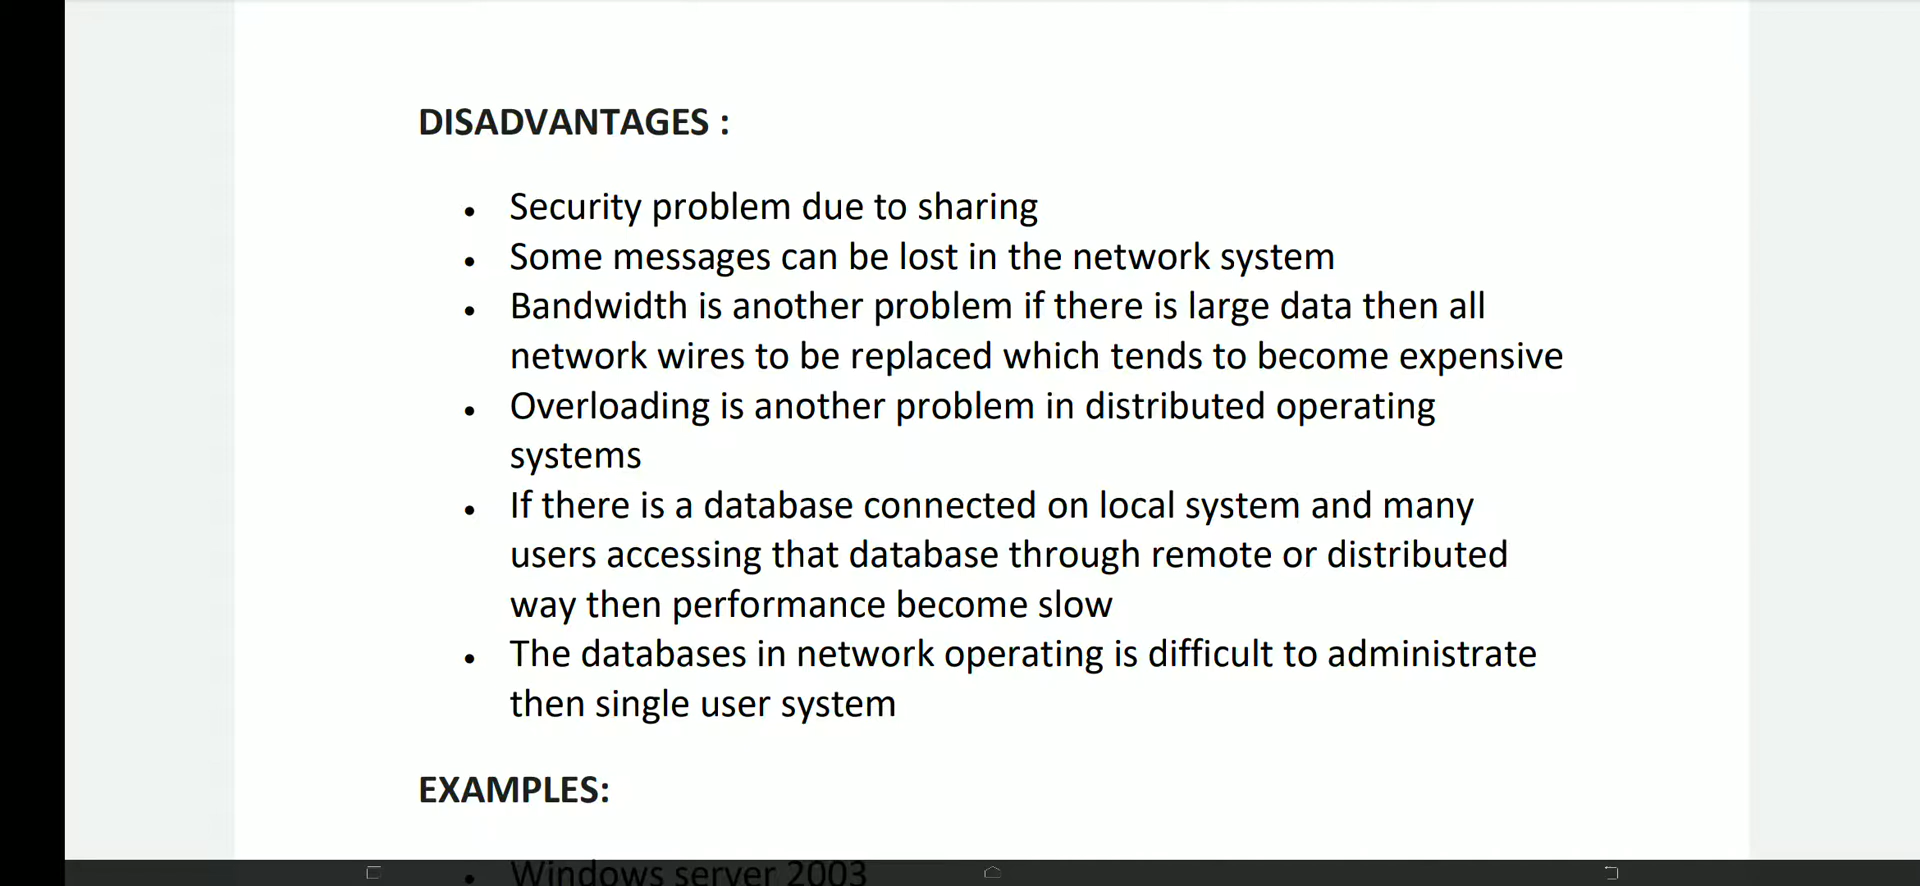 DISADVANTAGES :
• Security problem due to sharing
• Some messages can be lost in the network system
• Bandwidth is another problem if there is large data then all
network wires to be replaced which tends to become expensive
• Overloading is another problem in distributed operating
systems
• If there is a database connected on local system and many
users accessing that database through remote or distributed
way then performance become slow
• The databases in network operating is difficult to administrate
then single user system
EXAMPLES:
• Windows server 2003